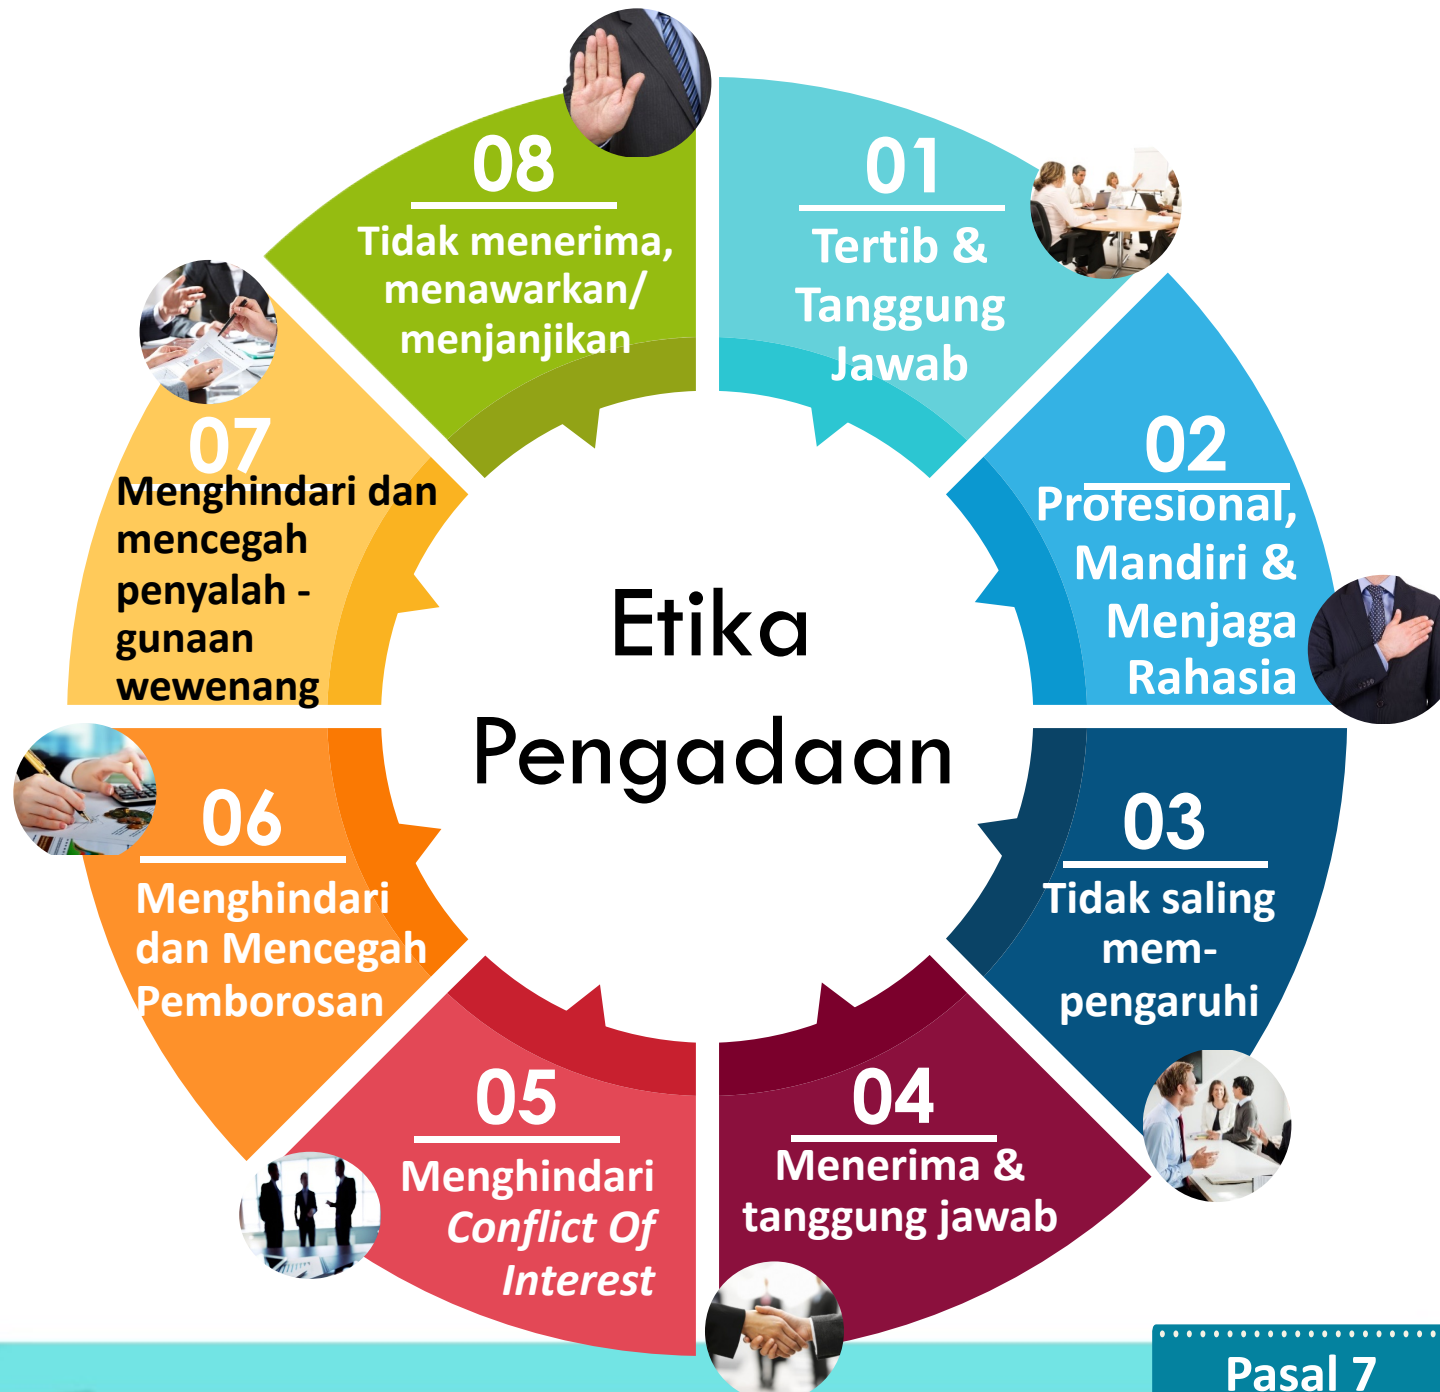 Etika
Pengadaan
01
Tertib &
Tanggung
Jawab
02
Profesional,
Mandiri &
Menjaga
Rahasia
03
Tidak saling
mem-
pengaruhi
04
Menerima &
tanggung jawab
05
Menghindari
Conflict Of
Interest
06
Menghindari
dan Mencegah
Pemborosan
07
Menghindari dan
mencegah
penyalah -
gunaan
wewenang
08
Tidak menerima,
menawarkan/
menjanjikan
Pasal 7